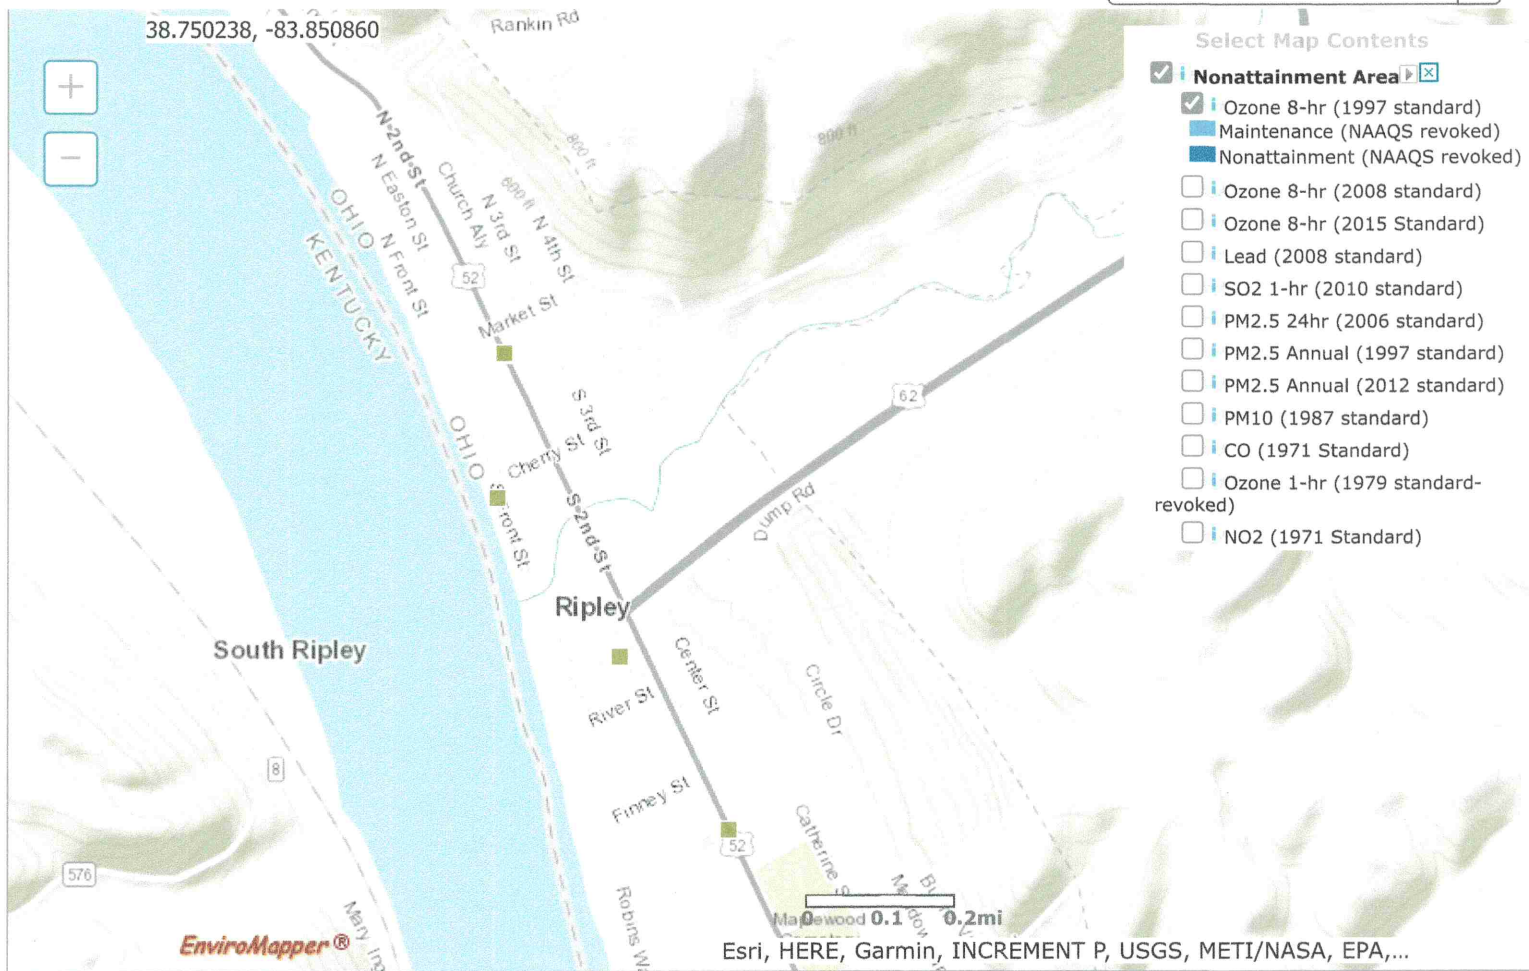 38.750238, -83.850860
Rankin Rd
+
−
N 2nd St
N Easton St
N Front St
Church Aly
N 3rd St
N 4th St
600 ft
800 ft
800 ft
OHIO
KENTUCKY
52
Market St
S 3rd St
62
OHIO
Cherry St
S Front St
S 2nd St
Dump Rd
Ripley
South Ripley
Center St
River St
Circle Dr
Finney St
8
52
576
Catherine S
Maplewood
Robins Wa
Mary Ing
0 0.1 0.2mi
EnviroMapper ®
Esri, HERE, Garmin, INCREMENT P, USGS, METI/NASA, EPA,...
Select Map Contents
Nonattainment Area
Ozone 8-hr (1997 standard)
Maintenance (NAAQS revoked)
Nonattainment (NAAQS revoked)
Ozone 8-hr (2008 standard)
Ozone 8-hr (2015 Standard)
Lead (2008 standard)
SO2 1-hr (2010 standard)
PM2.5 24hr (2006 standard)
PM2.5 Annual (1997 standard)
PM2.5 Annual (2012 standard)
PM10 (1987 standard)
CO (1971 Standard)
Ozone 1-hr (1979 standard-
revoked)
NO2 (1971 Standard)